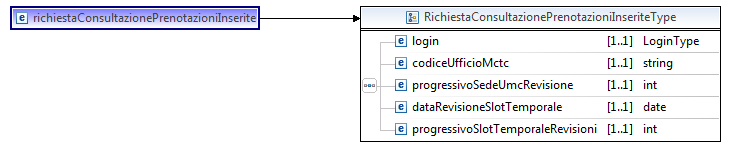 e richiestaConsultazionePrenotazioniInserite
RichiestaConsultazionePrenotazioniInseriteType
e login [1..1] LoginType
e codiceUfficioMctc [1..1] string
e progressivoSedeUmcRevisione [1..1] int
e dataRevisioneSlotTemporale [1..1] date
e progressivoSlotTemporaleRevisioni [1..1] int